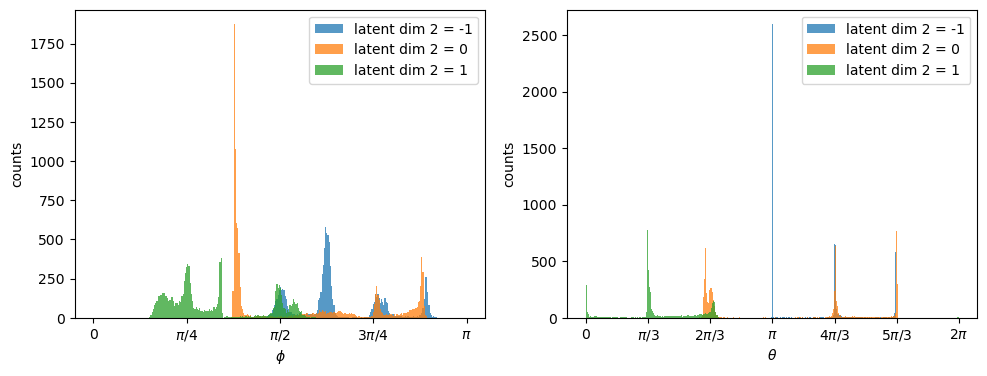 counts
1750
1500
1250
1000
750
500
250
0
latent dim 2 = -1
latent dim 2 = 0
latent dim 2 = 1
0
π/4
π/2
3π/4
π
ϕ
counts
2500
2000
1500
1000
500
0
latent dim 2 = -1
latent dim 2 = 0
latent dim 2 = 1
0
π/3
2π/3
π
4π/3
5π/3
2π
θ